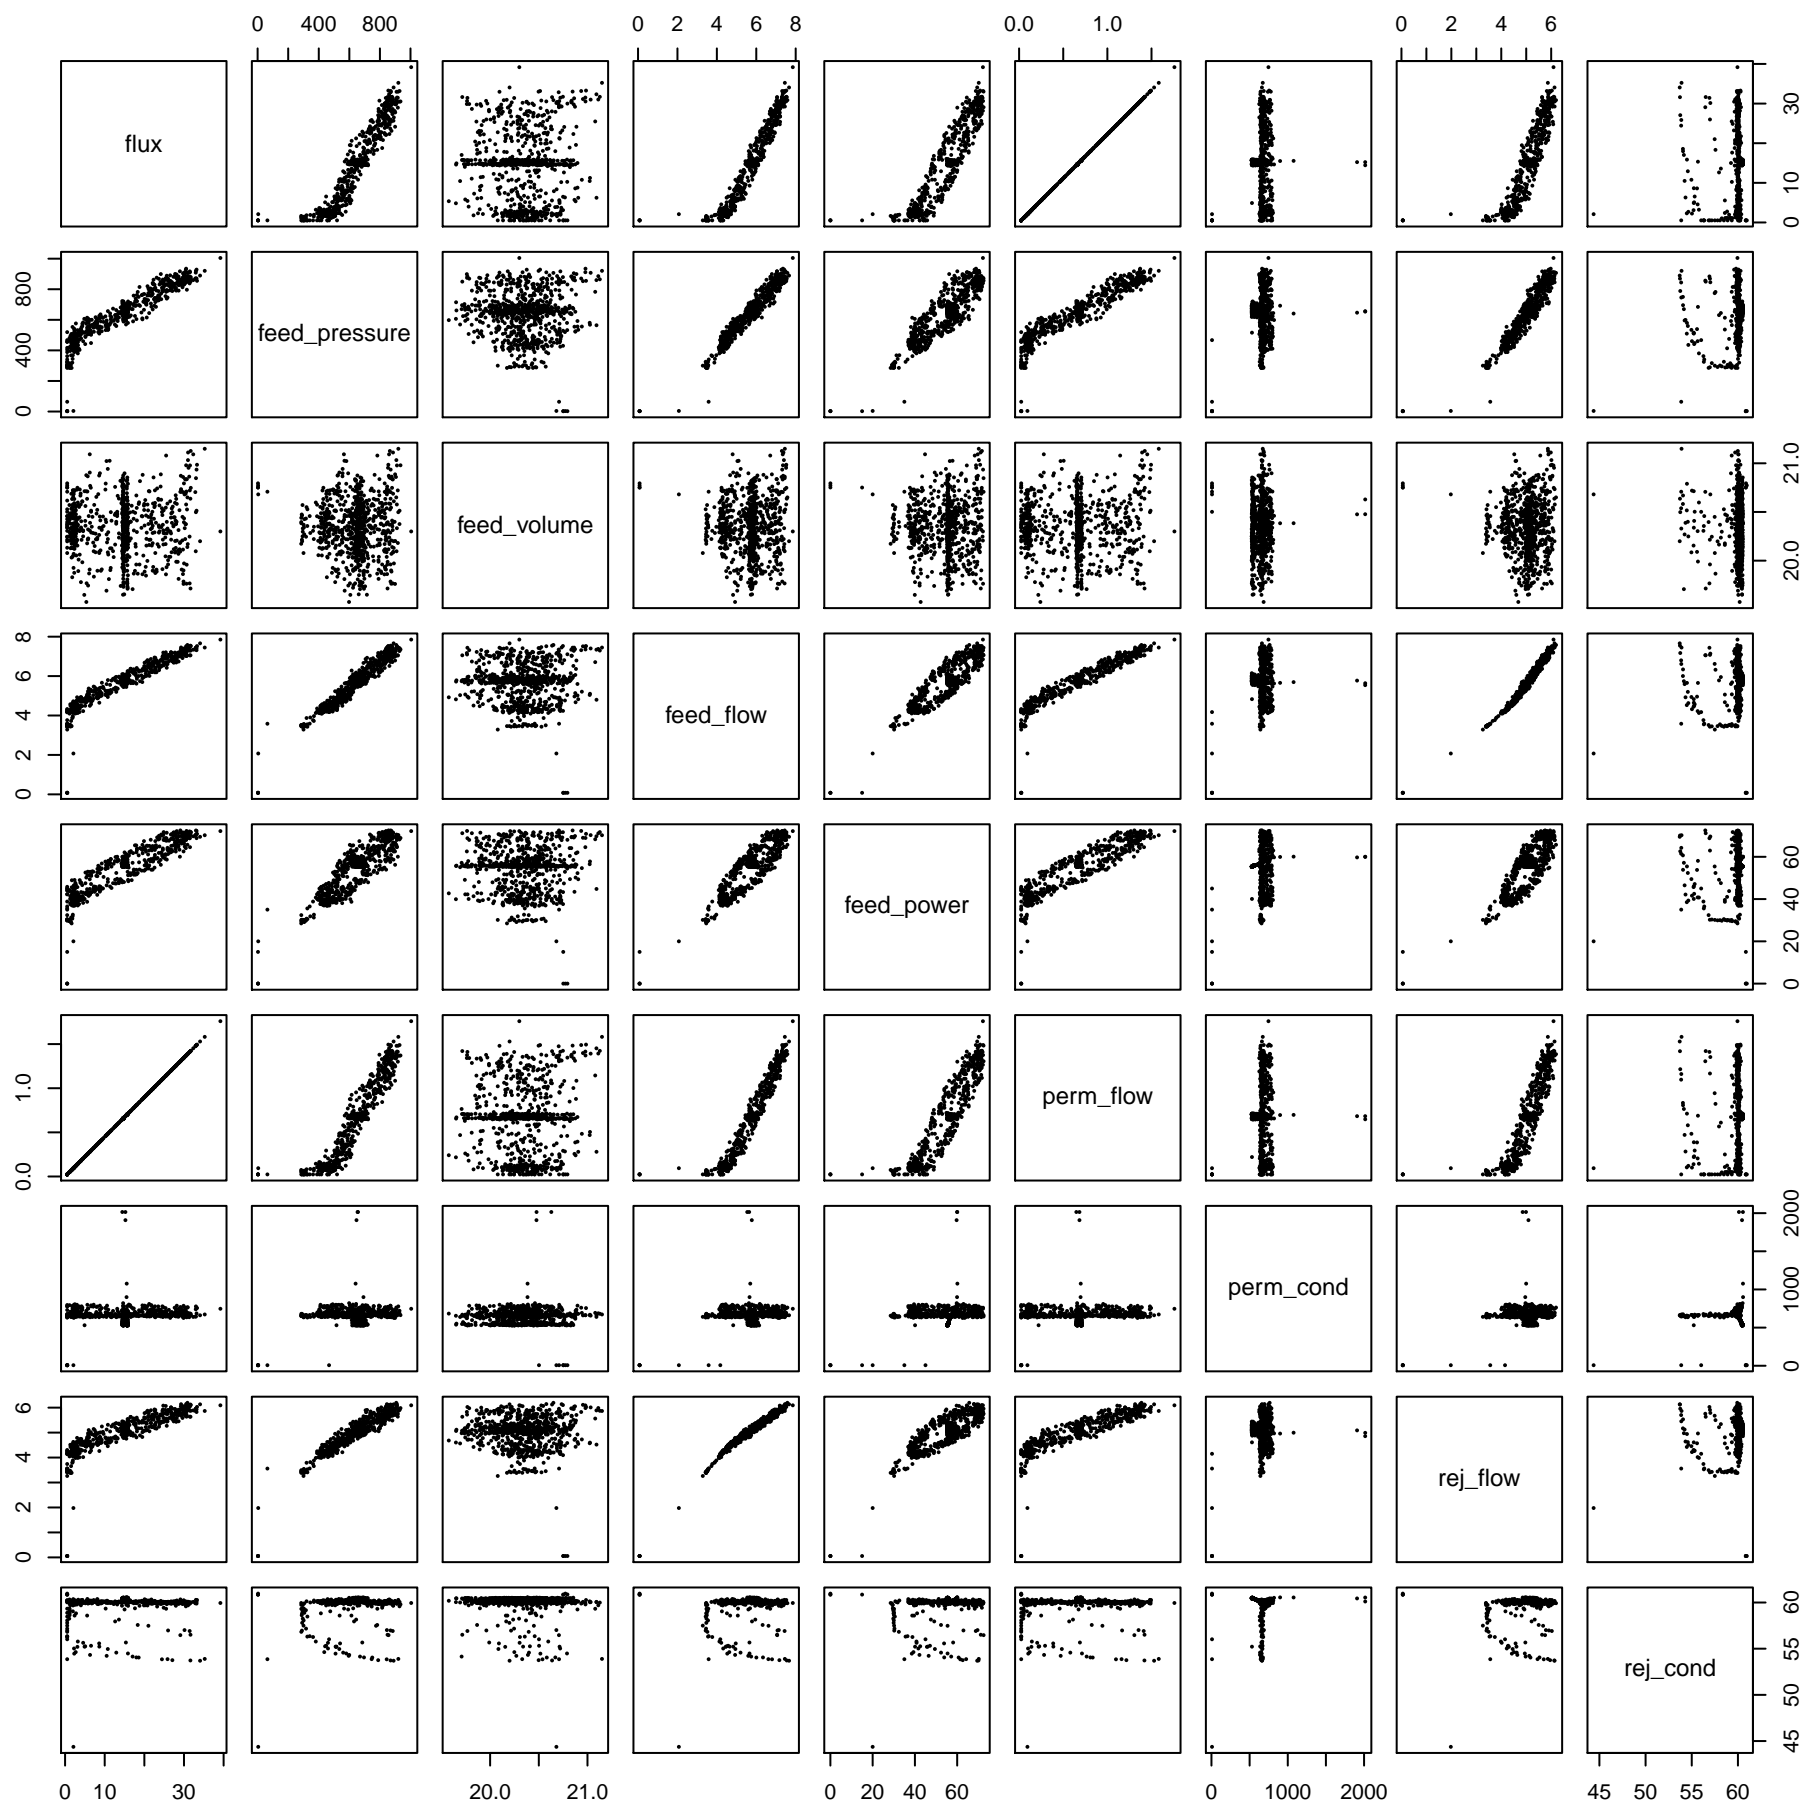 0 400 800 0 2 4 6 8 0.0 1.0 0 2 4 6
flux
0 10 30
feed_pressure
0 400 800
feed_volume
20.0 21.0
feed_flow
0 2 4 6 8
feed_power
0 20 40 60
perm_flow
0.0 1.0
perm_cond
0 1000 2000
rej_flow
0 2 4 6
rej_cond
45 50 55 60
0 10 30 20.0 21.0 0 20 40 60 0 1000 2000 45 50 55 60